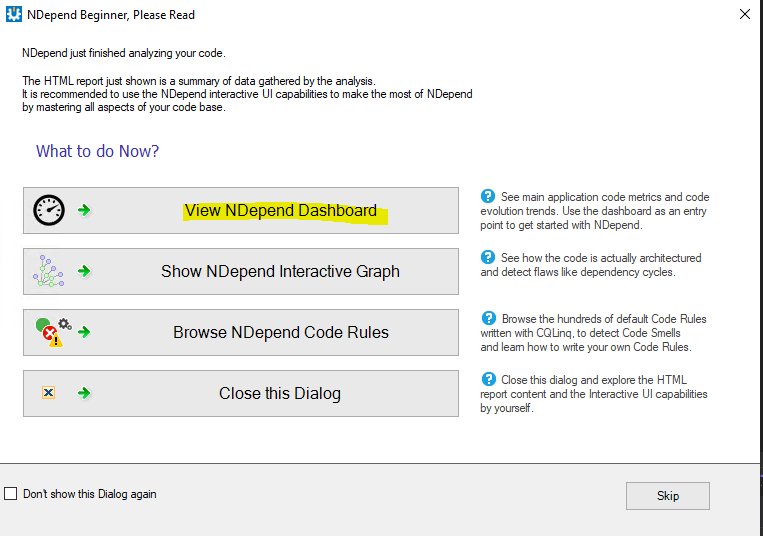 NDepend Beginner, Please Read
NDepend just finished analyzing your code.
The HTML report just shown is a summary of data gathered by the analysis.
It is recommended to use the NDepend interactive UI capabilities to make the most of NDepend
by mastering all aspects of your code base.
What to do Now?
View NDepend Dashboard
See main application code metrics and code
evolution trends. Use the dashboard as an entry
point to get started with NDepend.
Show NDepend Interactive Graph
See how the code is actually architectured
and detect flaws like dependency cycles.
Browse NDepend Code Rules
Browse the hundreds of default Code Rules
written with CQLinq, to detect Code Smells
and learn how to write your own Code Rules.
Close this Dialog
Close this dialog and explore the HTML
report content and the Interactive UI capabilities
by yourself.
Don't show this Dialog again
Skip